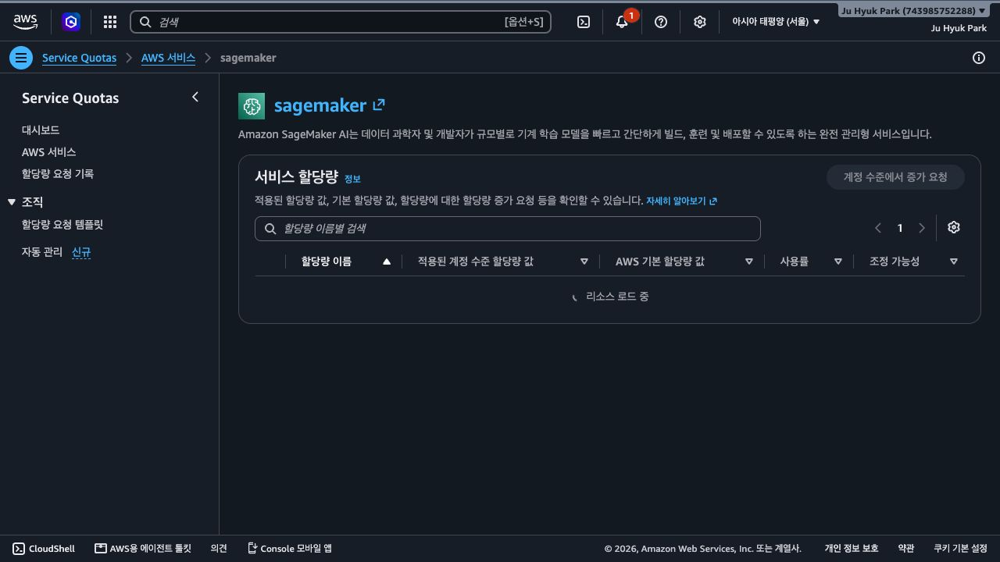 aws
검색
[옵션+S]
1
아시아 태평양 (서울)
Ju Hyuk Park (743985752288)
Ju Hyuk Park
Service Quotas
AWS 서비스
sagemaker
Service Quotas
대시보드
AWS 서비스
할당량 요청 기록
조직
할당량 요청 템플릿
자동 관리 신규
sagemaker
Amazon SageMaker AI는 데이터 과학자 및 개발자가 규모별로 기계 학습 모델을 빠르고 간단하게 빌드, 훈련 및 배포할 수 있도록 하는 완전 관리형 서비스입니다.
서비스 할당량 정보
계정 수준에서 증가 요청
적용된 할당량 값, 기본 할당량 값, 할당량에 대한 할당량 증가 요청 등을 확인할 수 있습니다. 자세히 알아보기
할당량 이름별 검색
1
할당량 이름
적용된 계정 수준 할당량 값
AWS 기본 할당량 값
사용률
조정 가능성
리소스 로드 중
CloudShell
AWS용 에이전트 툴킷
의견
Console 모바일 앱
© 2026, Amazon Web Services, Inc. 또는 계열사.
개인 정보 보호
약관
쿠키 기본 설정